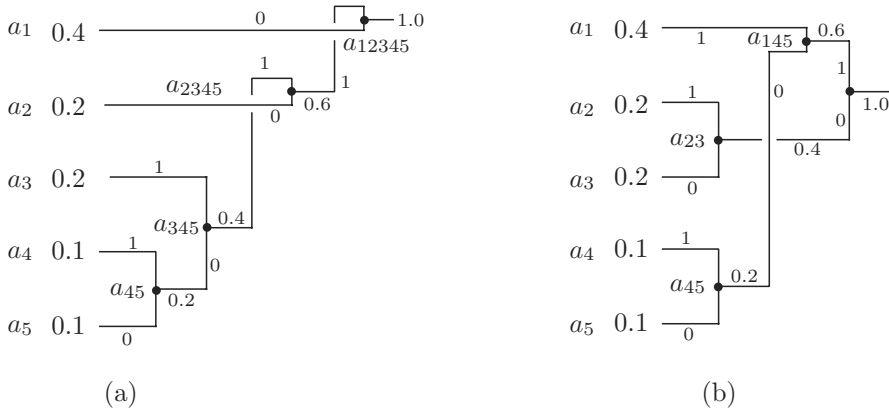 a1 0.4 0 1.0
a12345
1
a2345
a2 0.2 0 0.6 1
a3 0.2 1
a345 0.4
a4 0.1 1 0
a45 0.2
a5 0.1 0
(a)
a1 0.4 1 a145 0.6
1
a2 0.2 1 0 1.0
a23 0 0.4
a3 0.2 0
a4 0.1 1
a45 0.2
a5 0.1 0
(b)